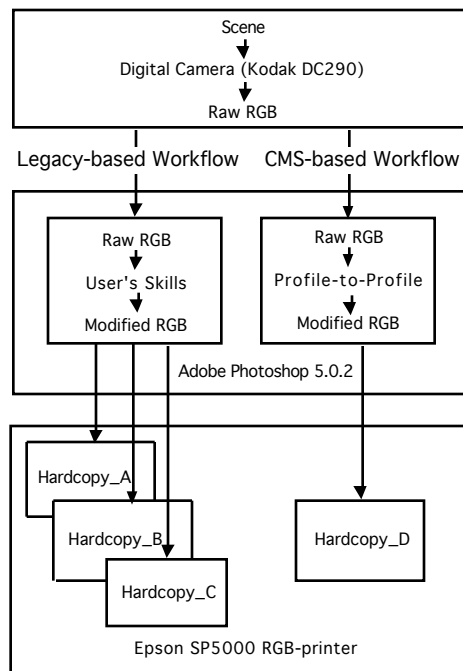 Scene
Digital Camera (Kodak DC290)
Raw RGB
Legacy-based Workflow
CMS-based Workflow
Raw RGB
User's Skills
Modified RGB
Raw RGB
Profile-to-Profile
Modified RGB
Adobe Photoshop 5.0.2
Hardcopy_A
Hardcopy_B
Hardcopy_C
Hardcopy_D
Epson SP5000 RGB-printer